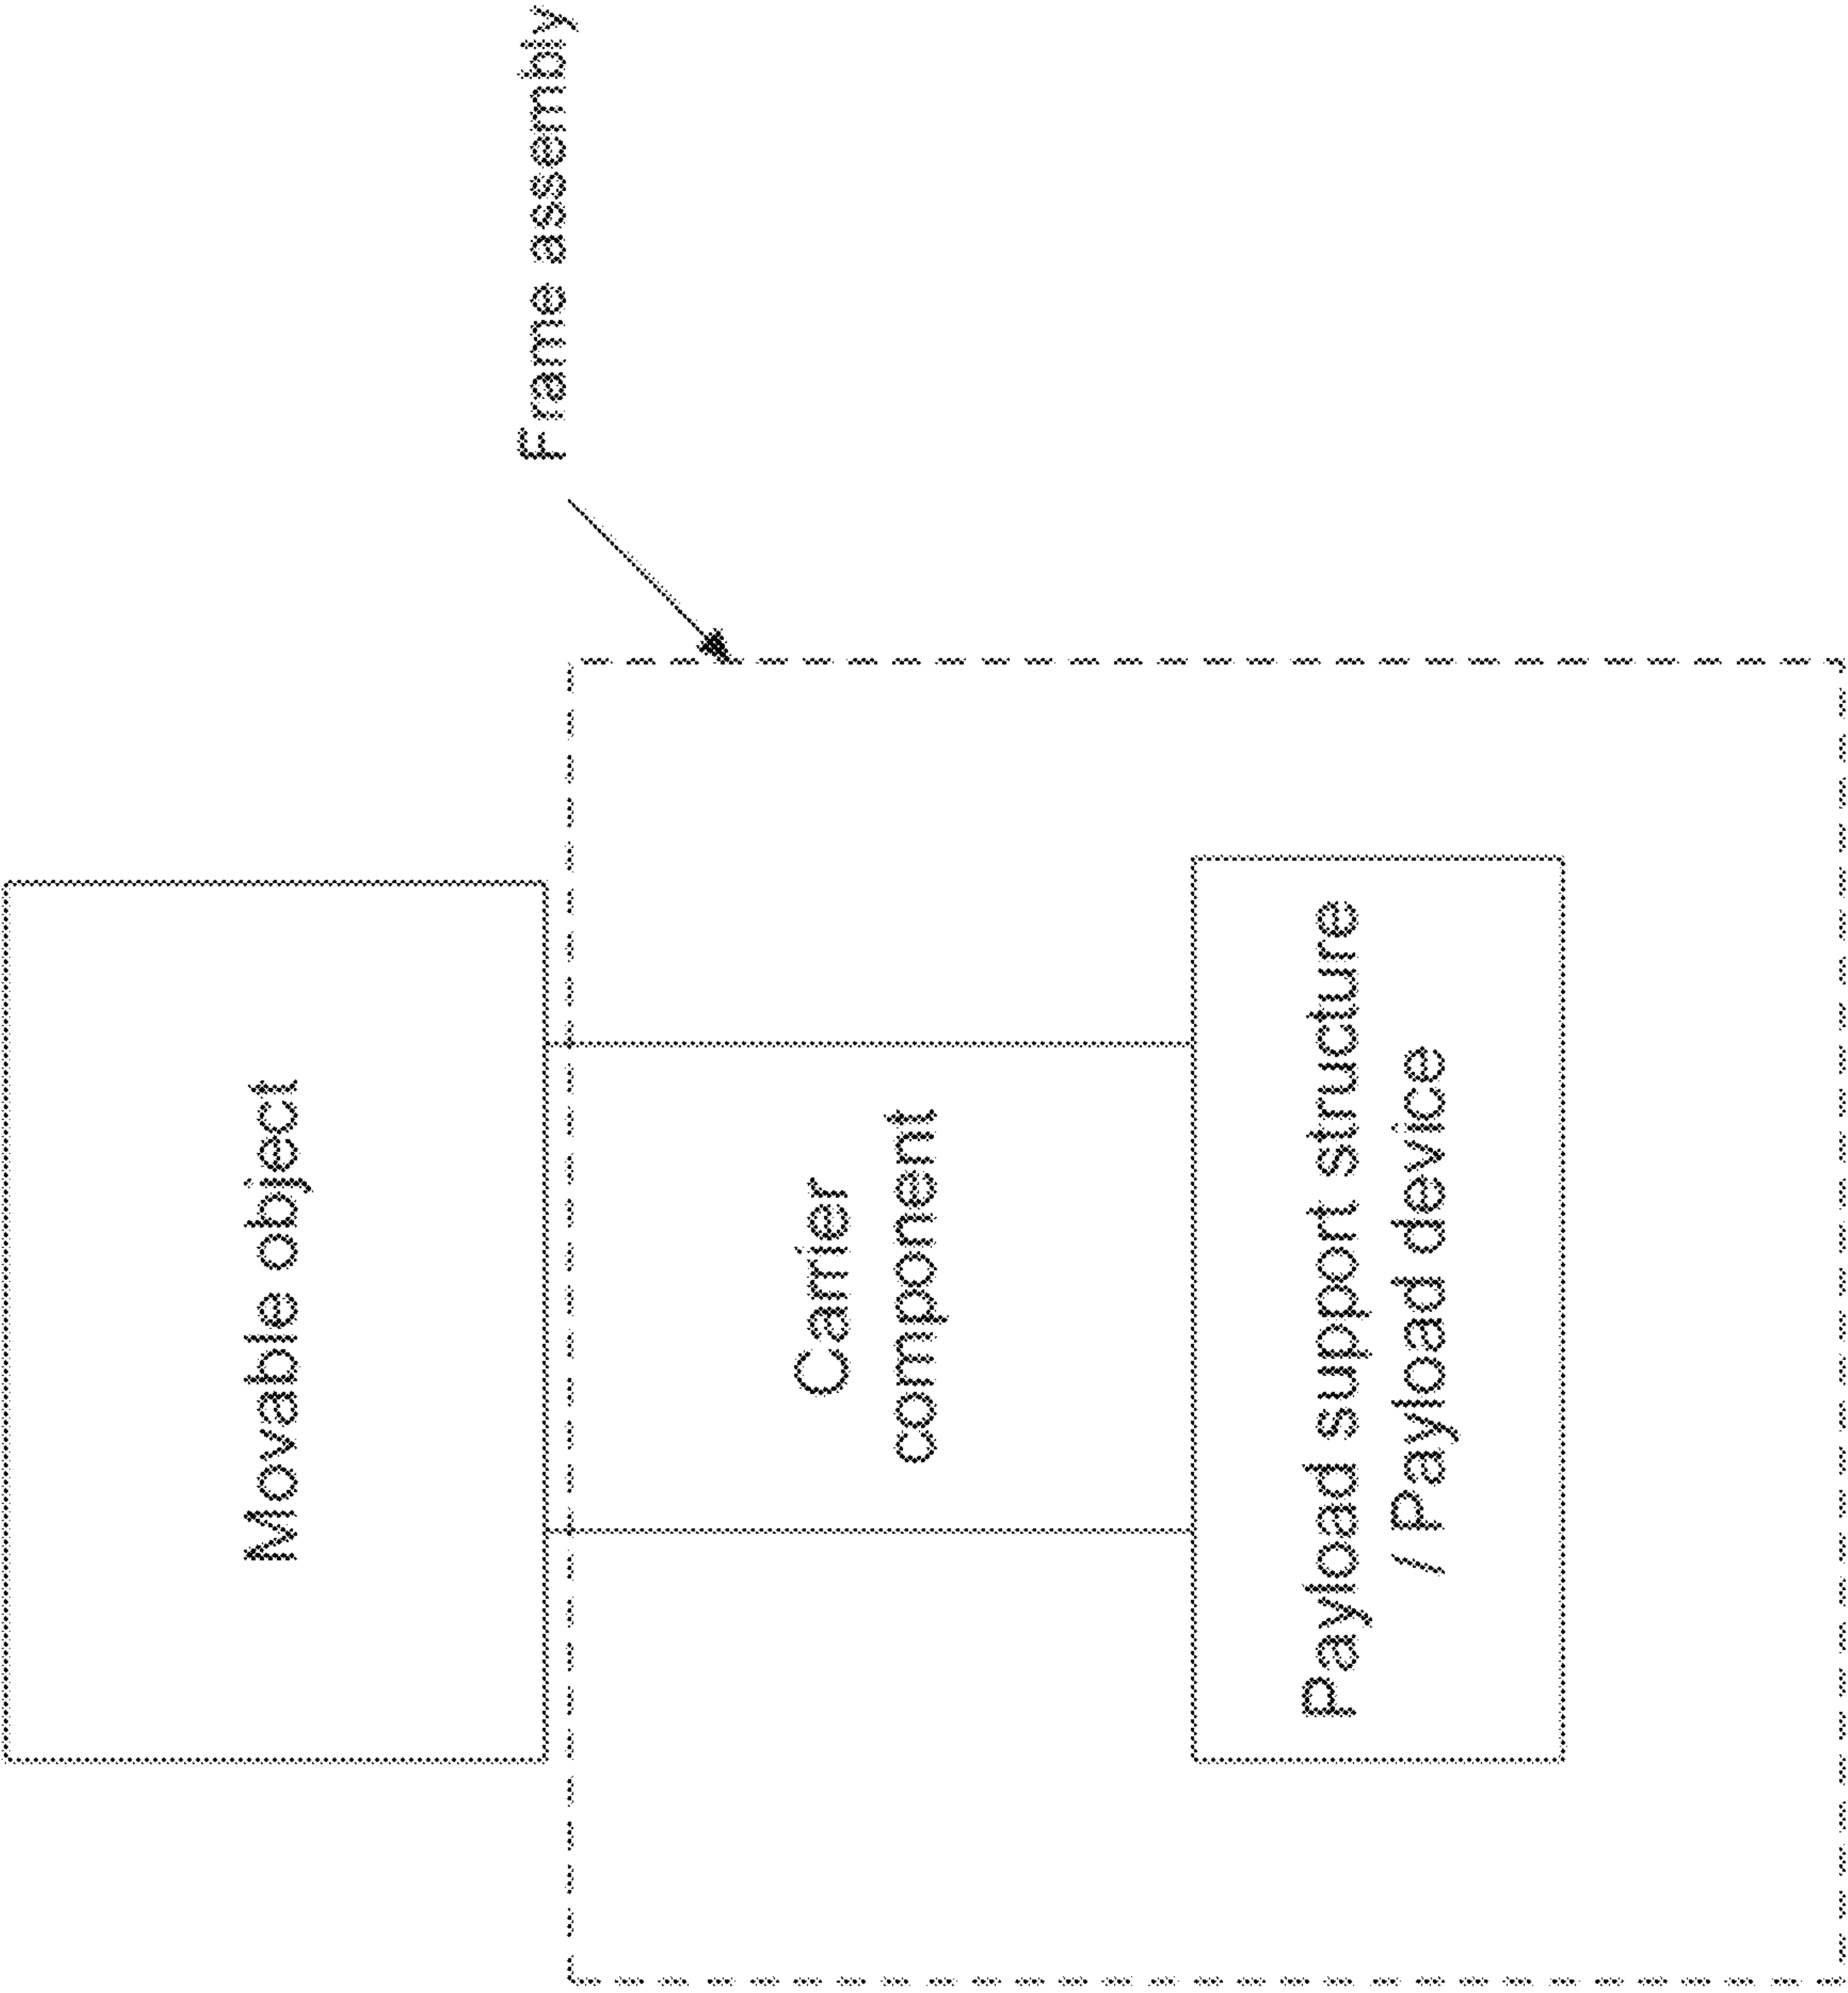 Movable object
Frame assembly
Carrier
component
Payload support structure
/ Payload device